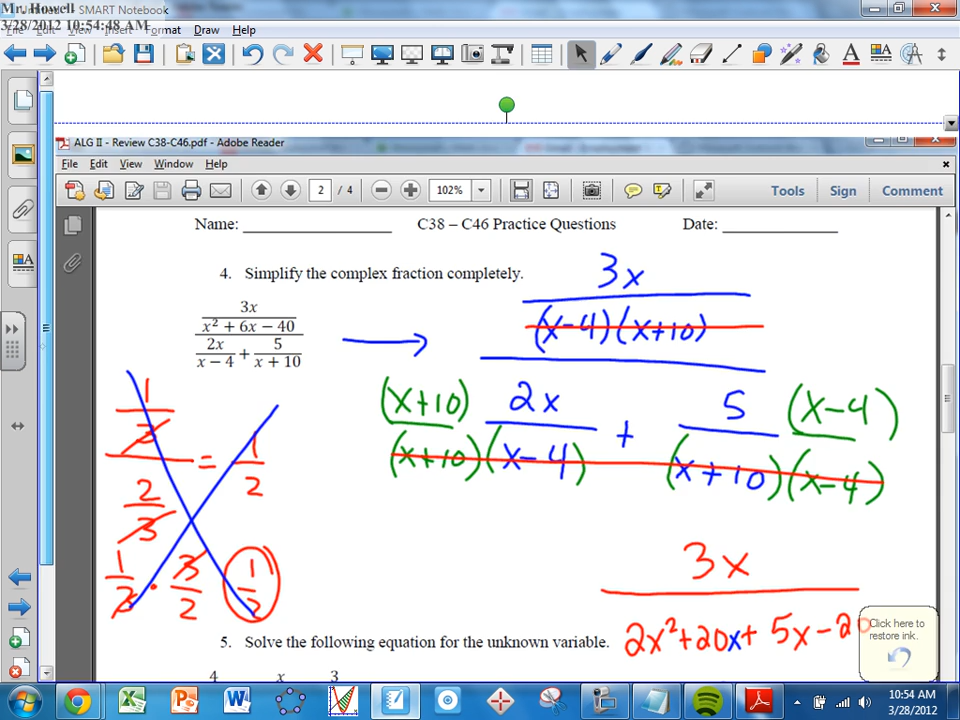 Mr. Howell
3/28/2012 10:54:48 AM
SMART Notebook
File Edit View Insert Format Draw Help
ALG II - Review C38-C46.pdf - Adobe Reader
File Edit View Window Help
2 / 4 102% Tools Sign Comment
Name: ________________ C38 – C46 Practice Questions Date: ____________
4. Simplify the complex fraction completely.
3x
x² + 6x − 40
2x 5
x − 4 + x + 10
3x
(x-4)(x+10)
(x+10) 2x + 5 (x-4)
(x+10)(x-4) (x+10)(x-4)
1
3
2
3
= 1
2
1 · 3 1
3 2 2
3x
2x²+20x+ 5x-20
Click here to
restore ink.
5. Solve the following equation for the unknown variable.
4 x 3
10:54 AM
3/28/2012